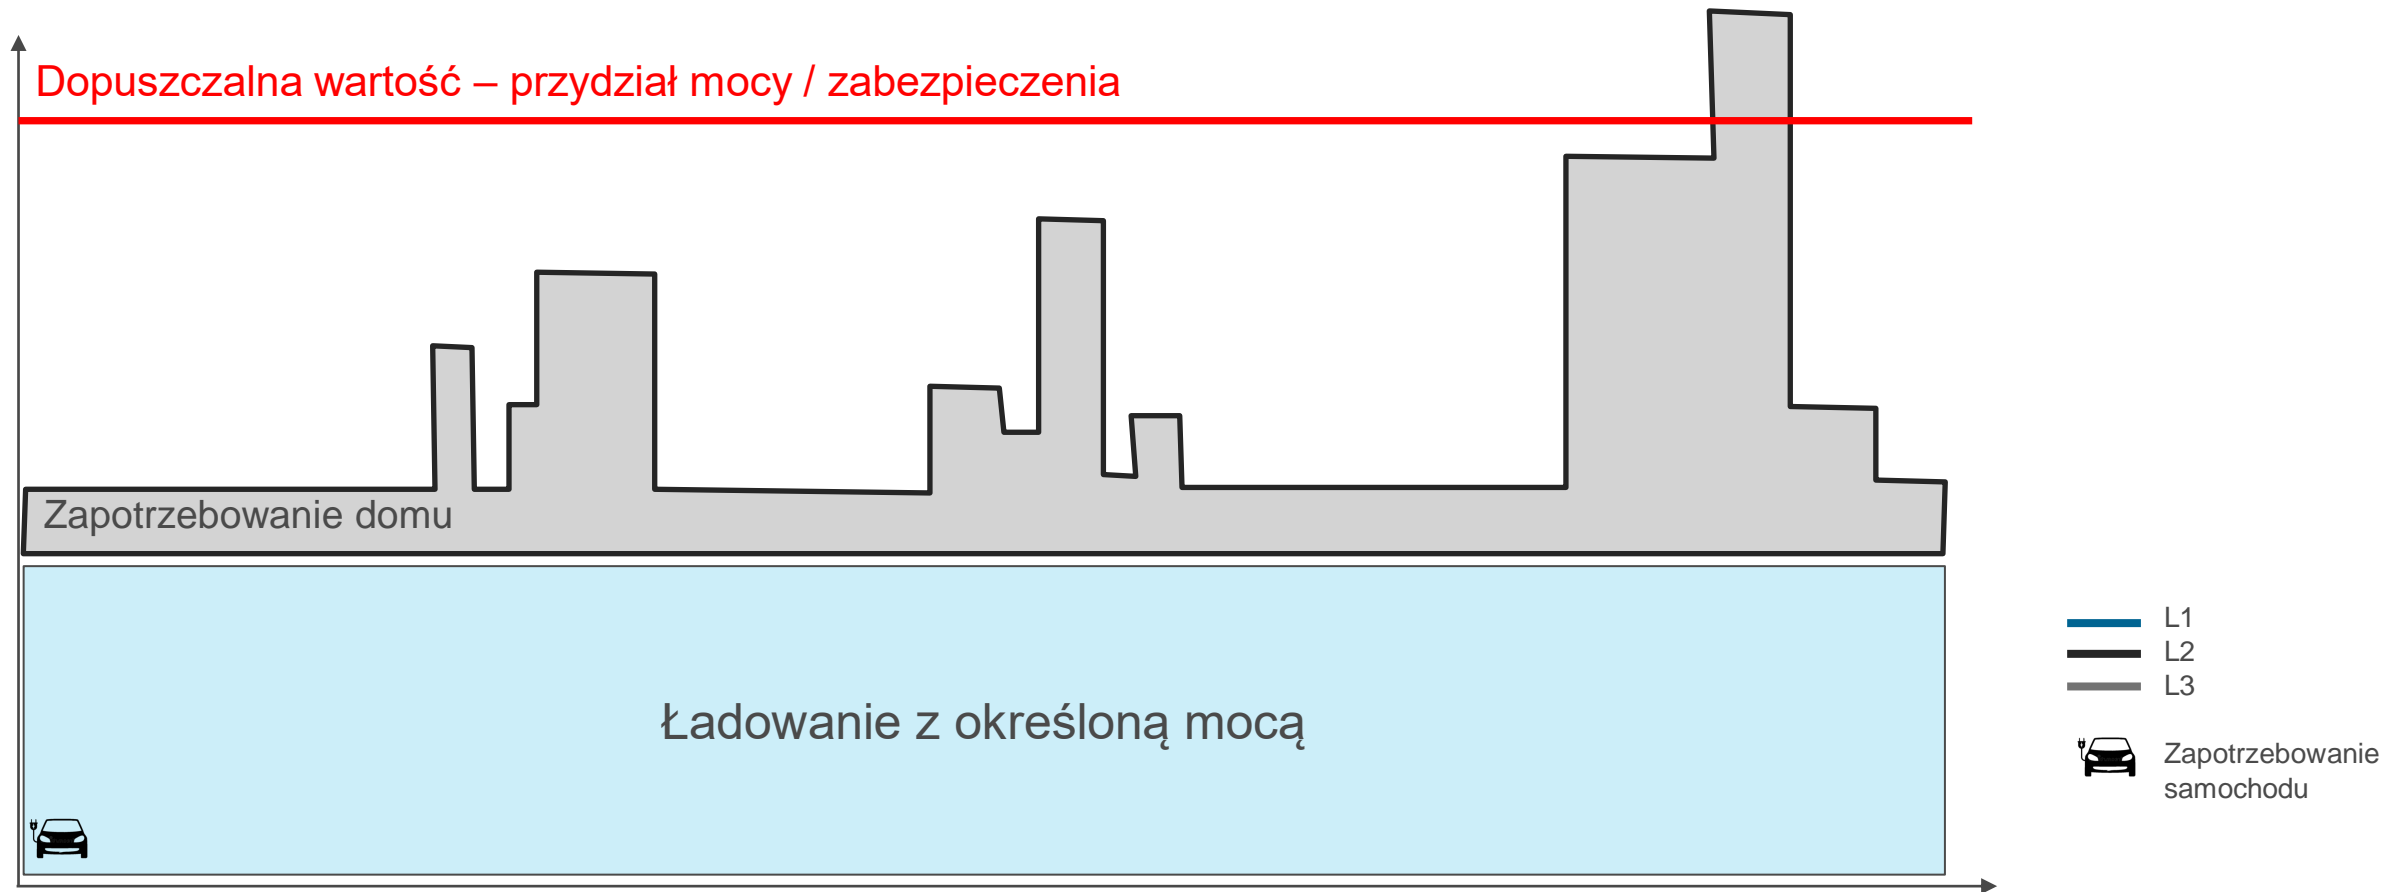 Dopuszczalna wartość – przydział mocy / zabezpieczenia
Zapotrzebowanie domu
Ładowanie z określoną mocą
L1
L2
L3
Zapotrzebowanie
samochodu